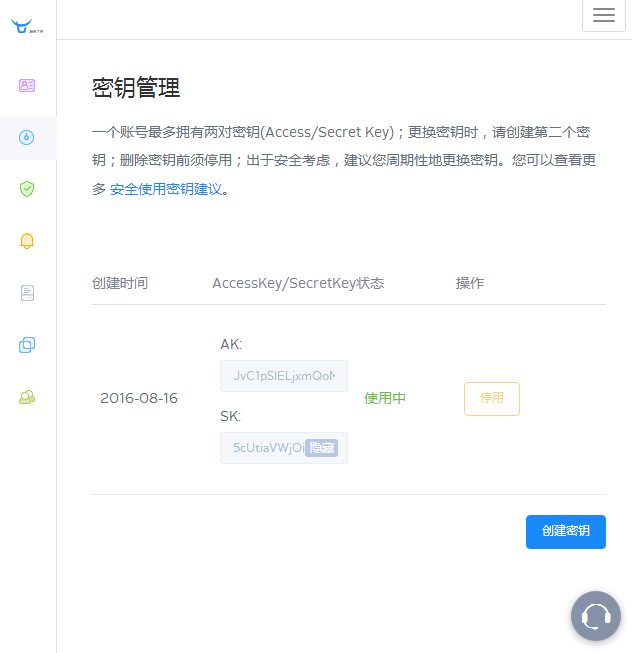 BETA
密钥管理
一个账号最多拥有两对密钥(Access/Secret Key)；更换密钥时，请创建第二个密
钥；删除密钥前须停用；出于安全考虑，建议您周期性地更换密钥。您可以查看更
多 安全使用密钥建议。
创建时间 AccessKey/SecretKey 状态 操作
AK:
JvC1pSIELjxmQoN
2016-08-16 使用中 停用
SK:
5cUtiaVWjOi 隐藏
创建密钥